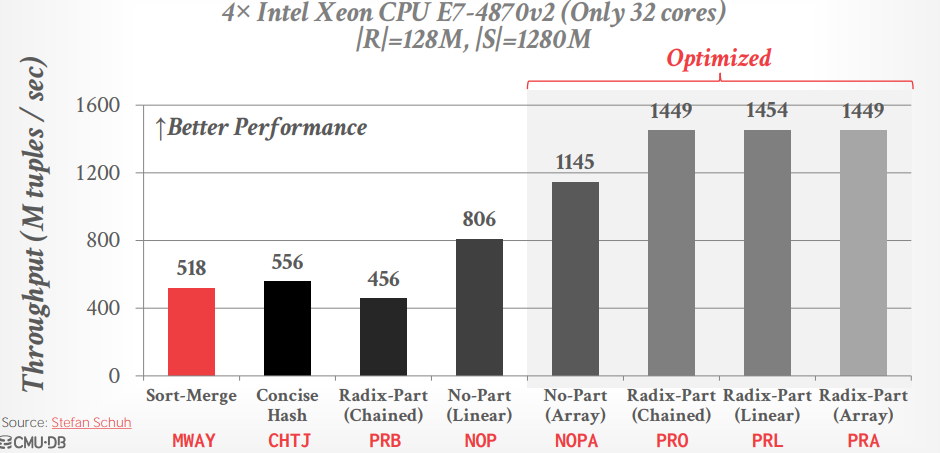 4× Intel Xeon CPU E7-4870v2 (Only 32 cores)
|R|=128M, |S|=1280M
Optimized
Throughput (M tuples / sec)
↑Better Performance
1600
1200
800
400
0
518
556
456
806
1145
1449
1454
1449
Sort-Merge
Concise Hash
Radix-Part (Chained)
No-Part (Linear)
No-Part (Array)
Radix-Part (Chained)
Radix-Part (Linear)
Radix-Part (Array)
MWAY CHTJ PRB NOP NOPA PRO PRL PRA
Source: Stefan Schuh
CMU·DB